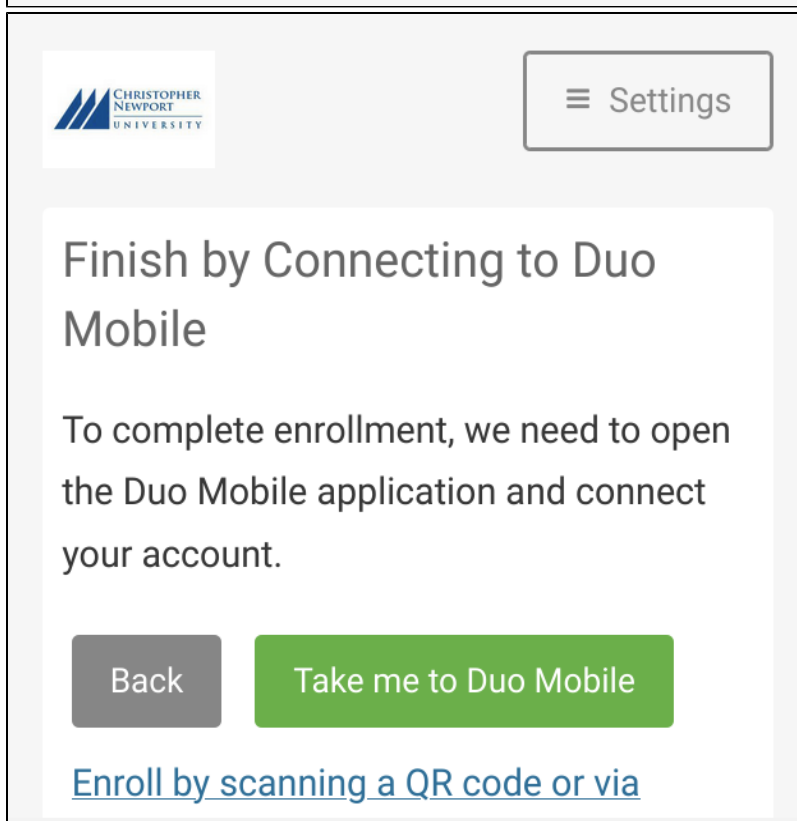 CHRISTOPHER
NEWPORT
UNIVERSITY
≡ Settings
Finish by Connecting to Duo
Mobile
To complete enrollment, we need to open
the Duo Mobile application and connect
your account.
Back
Take me to Duo Mobile
Enroll by scanning a QR code or via